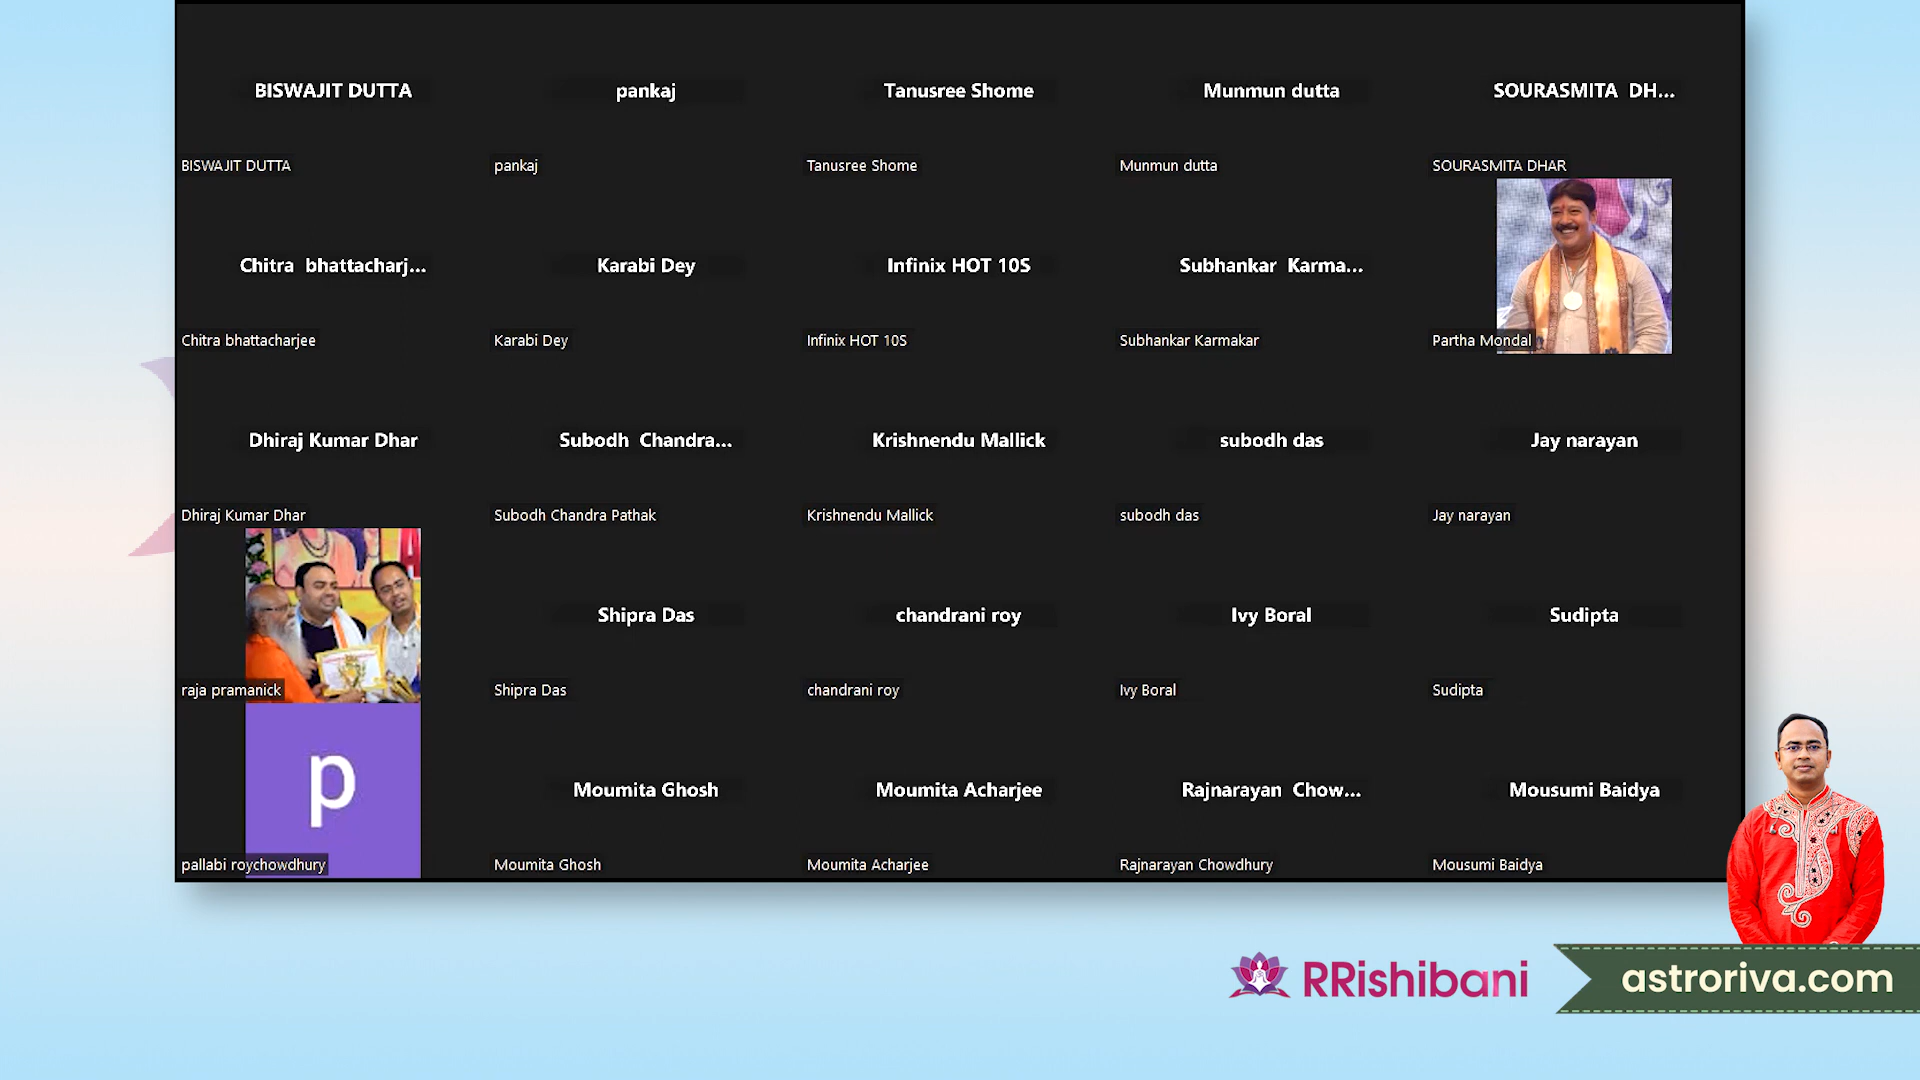 BISWAJIT DUTTA
pankaj
Tanusree Shome
Munmun dutta
SOURASMITA DH...
BISWAJIT DUTTA
pankaj
Tanusree Shome
Munmun dutta
SOURASMITA DHAR
Chitra bhattacharj...
Karabi Dey
Infinix HOT 10S
Subhankar Karma...
Chitra bhattacharjee
Karabi Dey
Infinix HOT 10S
Subhankar Karmakar
Partha Mondal
Dhiraj Kumar Dhar
Subodh Chandra...
Krishnendu Mallick
subodh das
Jay narayan
Dhiraj Kumar Dhar
Subodh Chandra Pathak
Krishnendu Mallick
subodh das
Jay narayan
Shipra Das
chandrani roy
Ivy Boral
Sudipta
raja pramanick
Shipra Das
chandrani roy
Ivy Boral
Sudipta
p
Moumita Ghosh
Moumita Acharjee
Rajnarayan Chow...
Mousumi Baidya
pallabi roychowdhury
Moumita Ghosh
Moumita Acharjee
Rajnarayan Chowdhury
Mousumi Baidya
RRishibani
astroriva.com